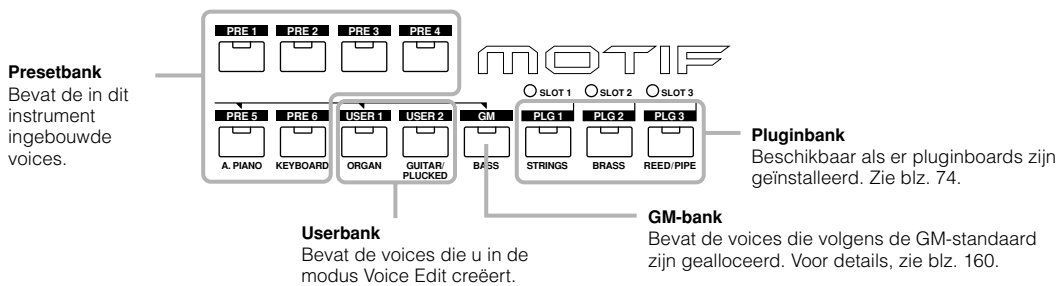 PRE 1 PRE 2 PRE 3 PRE 4
MOTIF
Presetbank
Bevat de in dit
instrument
ingebouwde
voices.
SLOT 1 SLOT 2 SLOT 3
PRE 5 PRE 6 USER 1 USER 2 GM PLG 1 PLG 2 PLG 3
A. PIANO KEYBOARD ORGAN GUITAR/ BASS STRINGS BRASS REED/PIPE
PLUCKED
Pluginbank
Beschikbaar als er pluginboards zijn
geïnstalleerd. Zie blz. 74.
Userbank
Bevat de voices die u in de
modus Voice Edit creëert.
GM-bank
Bevat de voices die volgens de GM-standaard
zijn gealloceerd. Voor details, zie blz. 160.